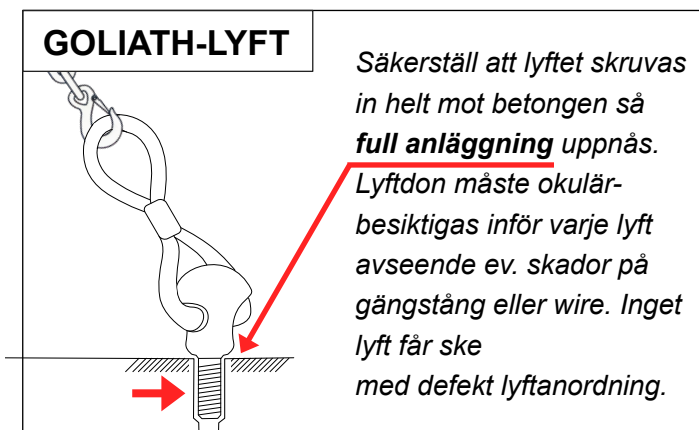 GOLIATH-LYFT
Säkerställ att lyftet skruvas
in helt mot betongen så
full anläggning uppnås.
Lyftdon måste okulär-
besiktigas inför varje lyft
avseende ev. skador på
gängstång eller wire. Inget
lyft får ske
med defekt lyftanordning.